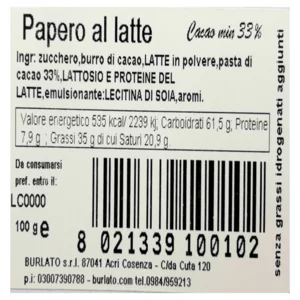 Papero al latte
Cacao min 33%
Ingr: zucchero,burro di cacao,LATTE in polvere,pasta di
cacao 33%,LATTOSIO E PROTEINE DEL
LATTE,emulsionante:LECITINA DI SOIA,aromi.
Valore energetico 535 kcal/ 2239 kj; Carboidrati 61,5 g; Proteine
7,9 g ; Grassi 35 g di cui Saturi 20,9 g.
Da consumarsi
pref. entro il:
LC0000
100 g e
8 021339 100102
BURLATO s.r.l. 87041 Acri Cosenza - C/da Cuta 120
p.i: 03007390788 - burlato.com tel-fax: 0984/959213
senza grassi idrogenati aggiunti